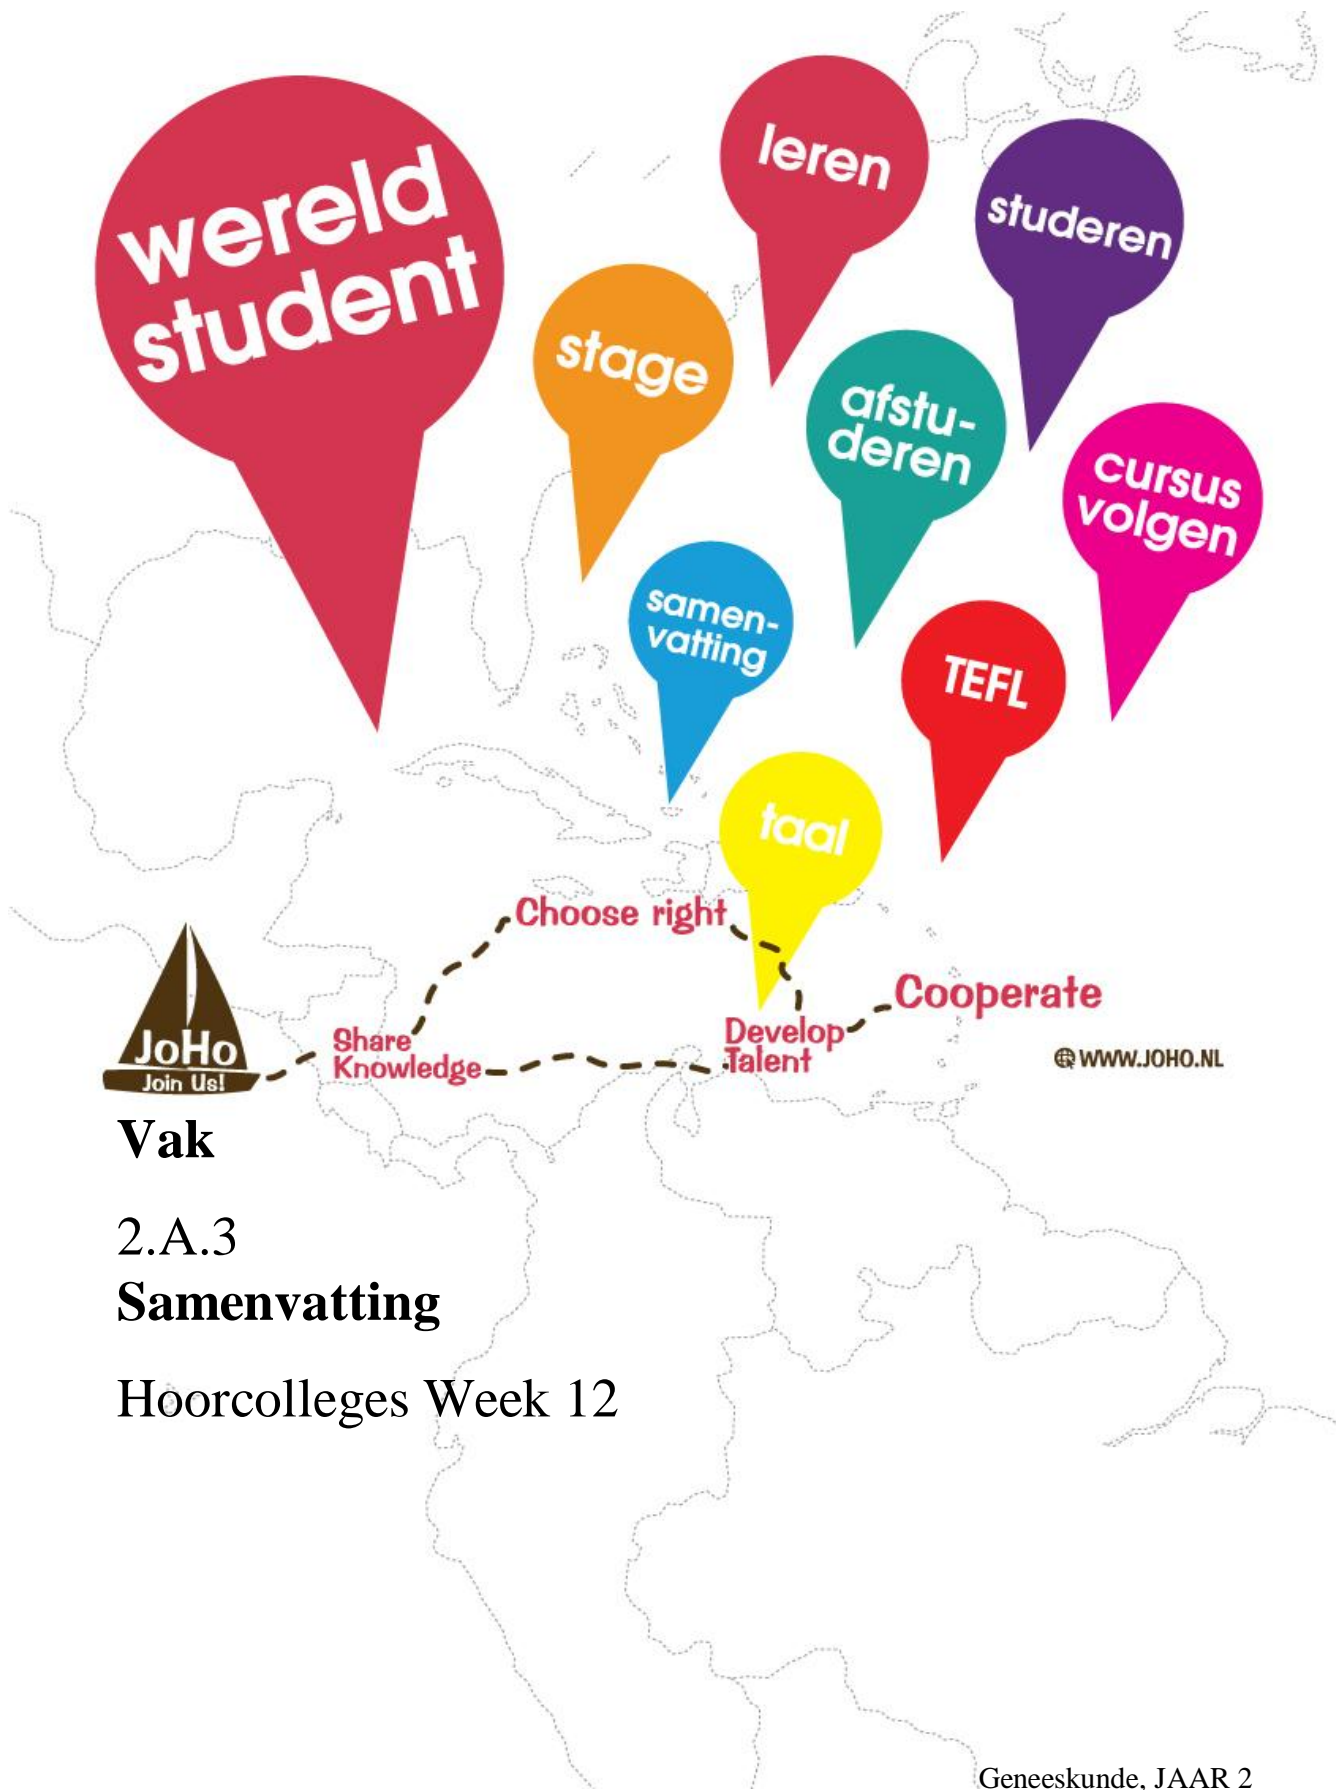 wereld
student
leren
studeren
stage
afstu-
deren
cursus
volgen
samen-
vatting
TEFL
taal
Choose right
Cooperate
JoHo
Join Us!
Share
Knowledge
Develop
Talent
WWW.JOHO.NL
Vak
2.A.3
Samenvatting
Hoorcolleges Week 12
Geneeskunde, JAAR 2